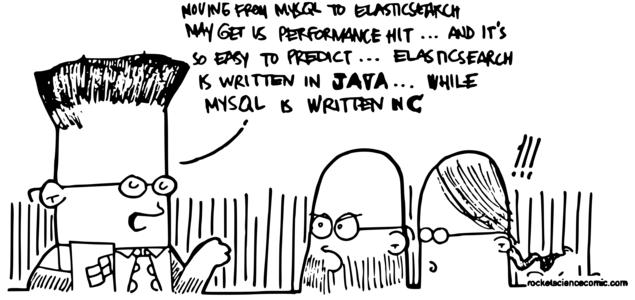 MOVING FROM MYSQL TO ELASTICSEARCH
MAY GET US PERFORMANCE HIT ... AND IT'S
SO EASY TO PREDICT ... ELASTICSEARCH
IS WRITTEN IN JAVA ... WHILE
MYSQL IS WRITTEN IN C
!!!
rocketsciencecomic.com